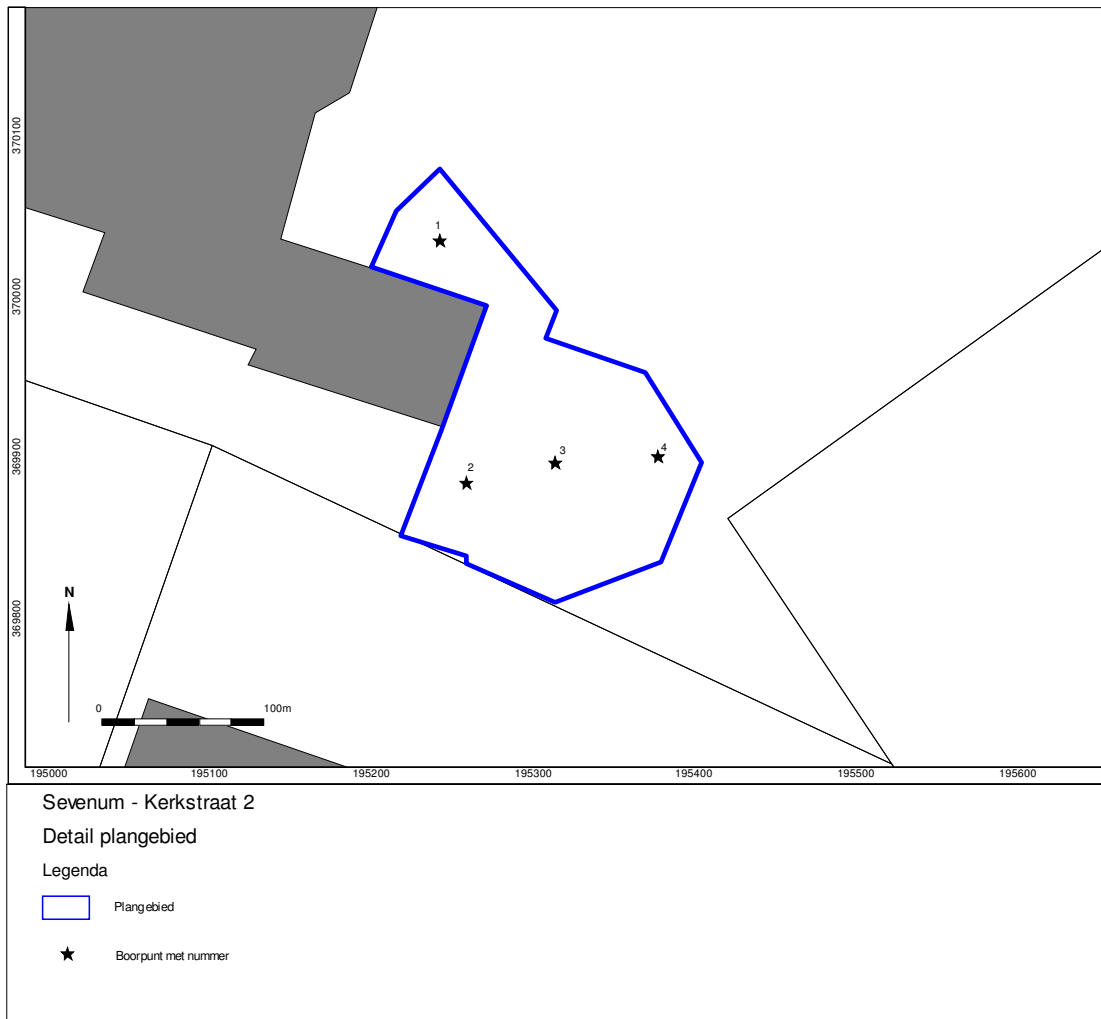 370100
370000
369900
369800
1
2
3
4
N
0 100m
195000 195100 195200 195300 195400 195500 195600
Sevenum - Kerkstraat 2
Detail plangebied
Legenda
Plangebied
Boorpunt met nummer